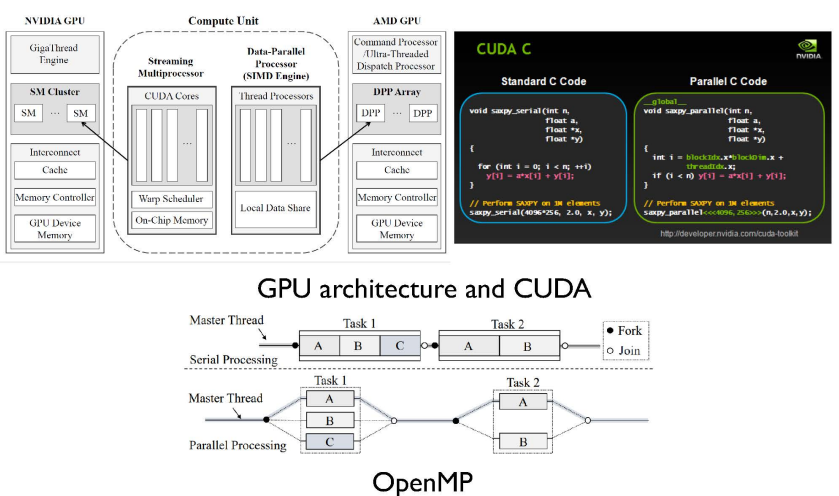 NVIDIA GPU
Compute Unit
AMD GPU
GigaThread
Engine
SM Cluster
SM ... SM
Interconnect
Cache
Memory Controller
GPU Device
Memory
Streaming
Multiprocessor
CUDA Cores
...
Warp Scheduler
On-Chip Memory
Data-Parallel
Processor
(SIMD Engine)
Thread Processors
...
Local Data Share
Command Processor
/Ultra-Threaded
Dispatch Processor
DPP Array
DPP ... DPP
Interconnect
Cache
Memory Controller
GPU Device
Memory
CUDA C
NVIDIA
Standard C Code
void saxpy_serial(int n,
float a,
float *x,
float *y)
{
for (int i = 0; i < n; ++i)
y[i] = a*x[i] + y[i];
}
// Perform SAXPY on 1M elements
saxpy_serial(4096*256, 2.0, x, y);
Parallel C Code
__global__
void saxpy_parallel(int n,
float a,
float *x,
float *y)
{
int i = blockIdx.x*blockDim.x +
threadIdx.x;
if (i < n) y[i] = a*x[i] + y[i];
}
// Perform SAXPY on 1M elements
saxpy_parallel<<<4096,256>>>(n,2.0,x,y);
http://developer.nvidia.com/cuda-toolkit
GPU architecture and CUDA
Master Thread
Task 1
Task 2
A B C
A B
Serial Processing
Fork
Join
Master Thread
Task 1
Task 2
A
B
C
A
B
Parallel Processing
OpenMP